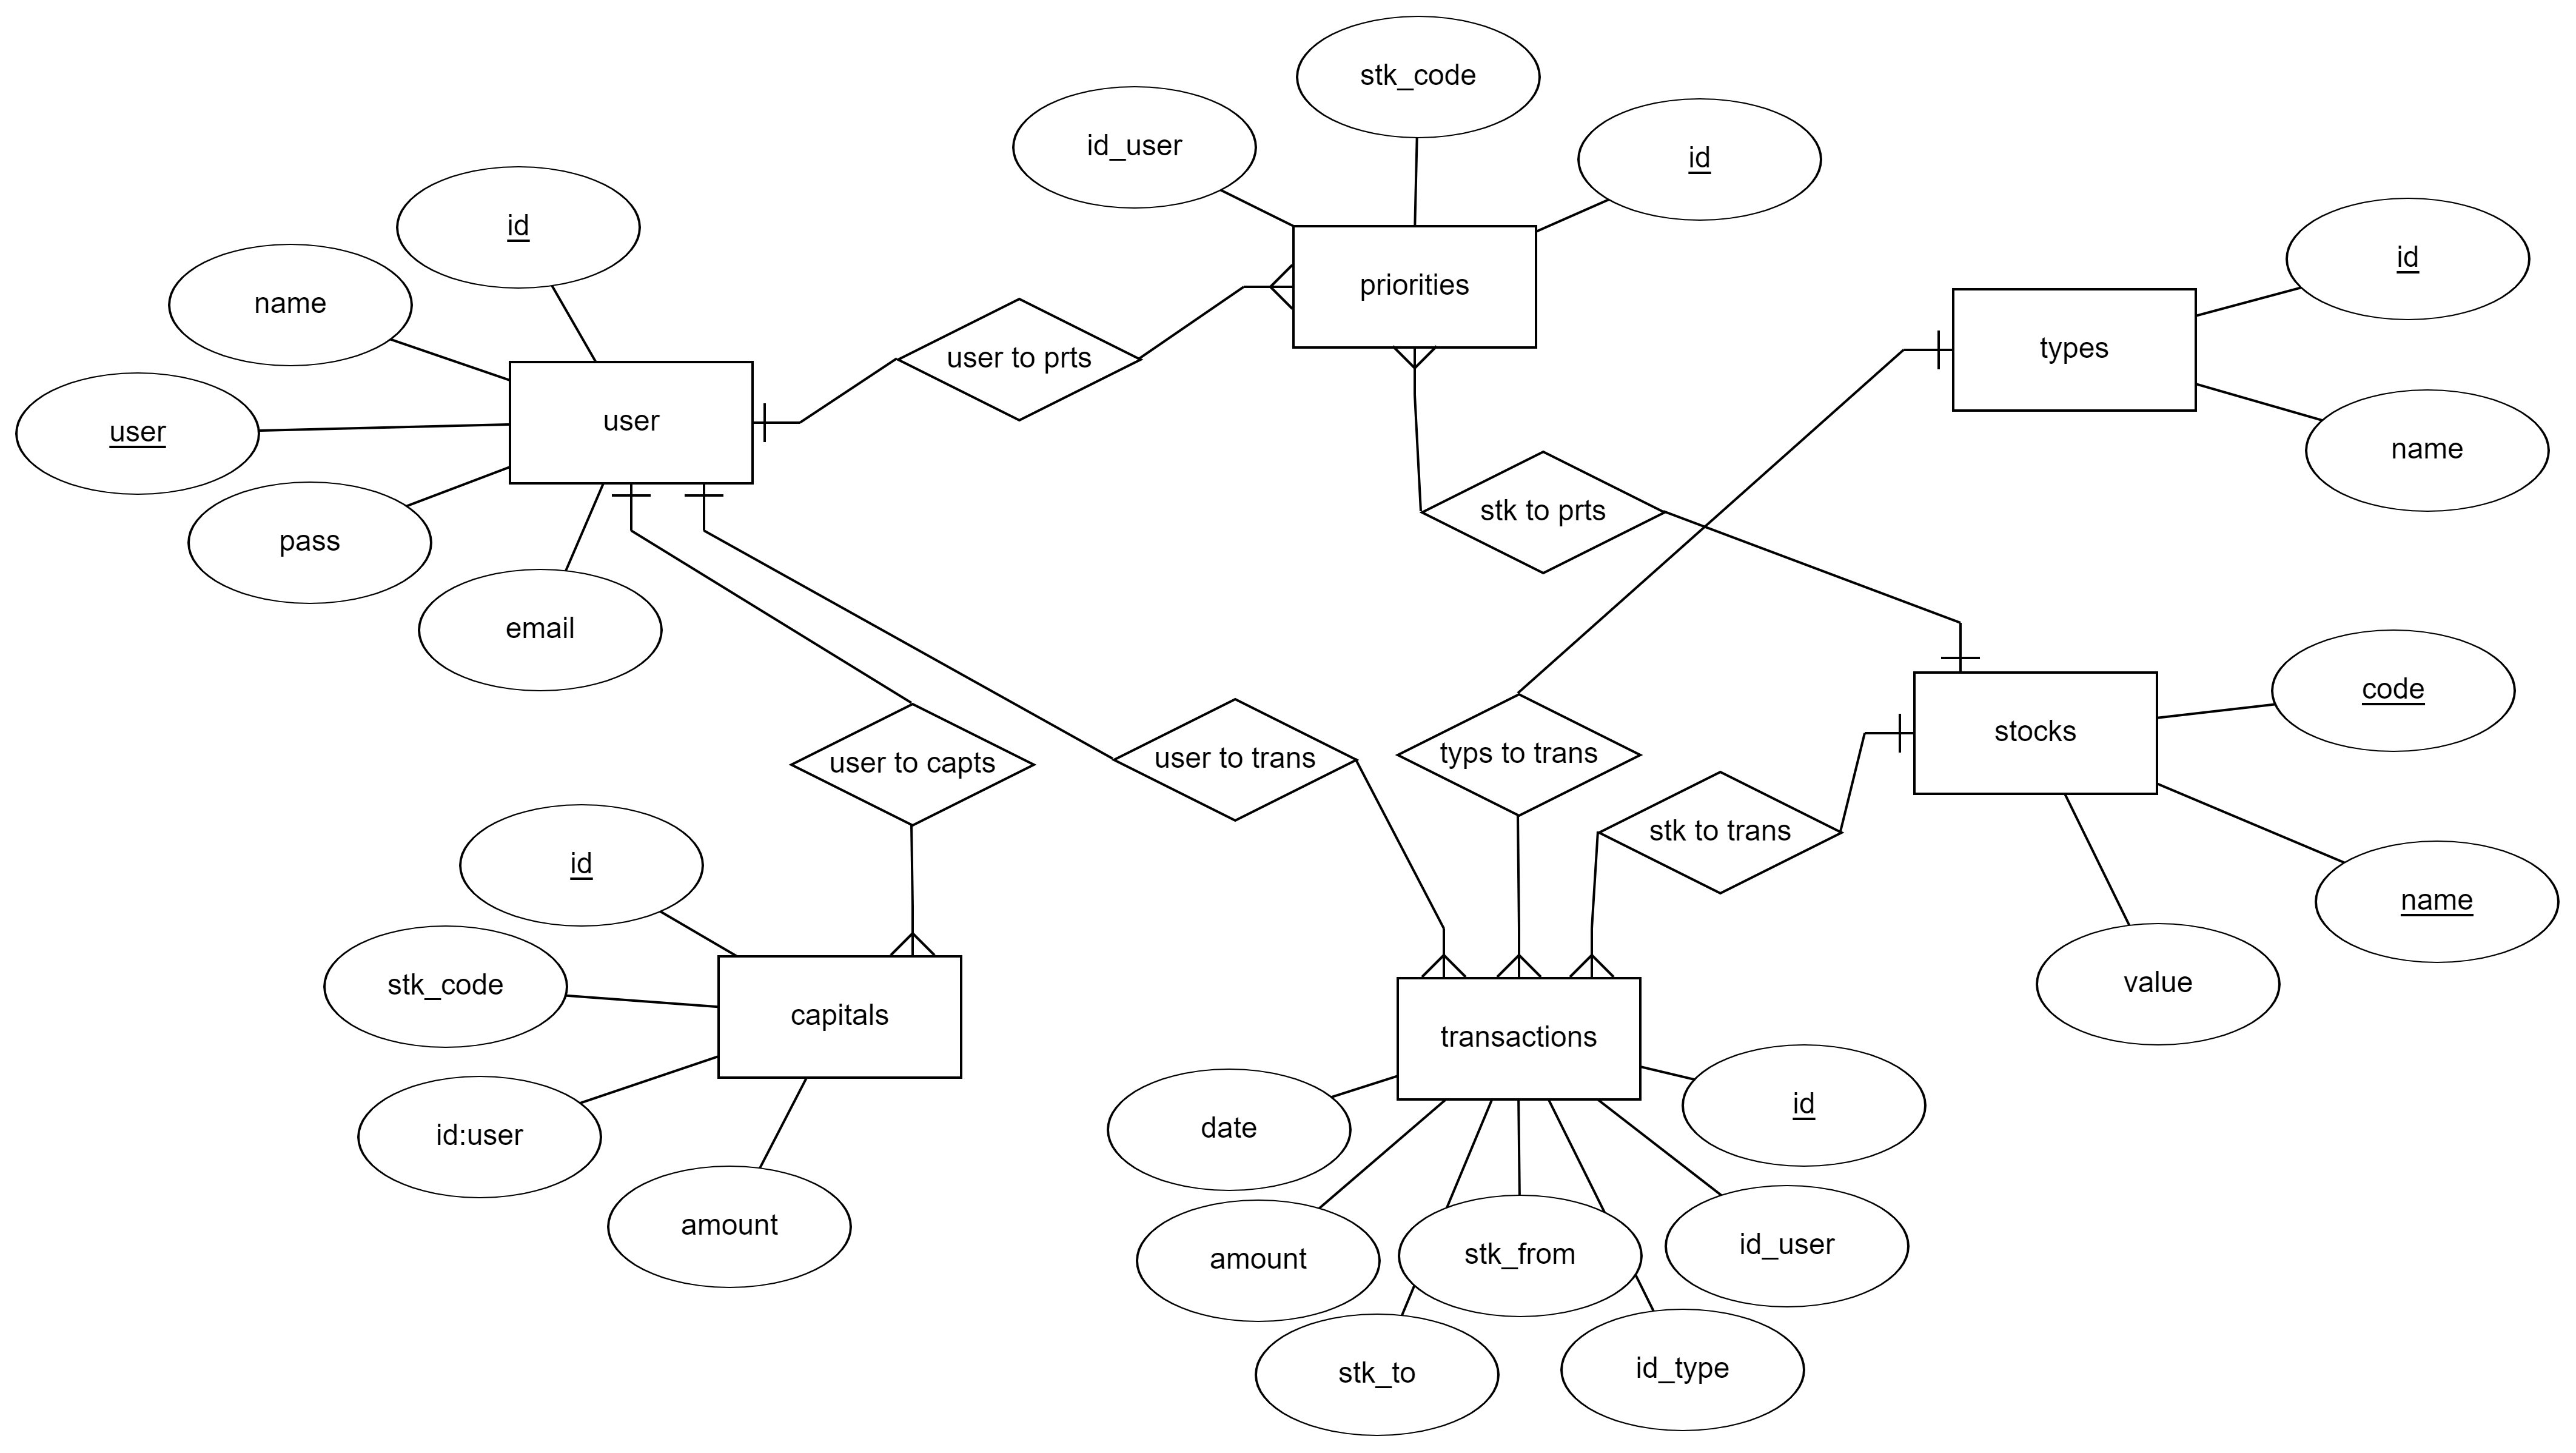 stk_code
id_user
id
id
name
user
pass
email
user
user to prts
priorities
types
id
name
stk to prts
code
stocks
name
value
user to capts
user to trans
typs to trans
stk to trans
id
stk_code
capitals
id:user
amount
transactions
date
id
amount
stk_from
id_user
stk_to
id_type